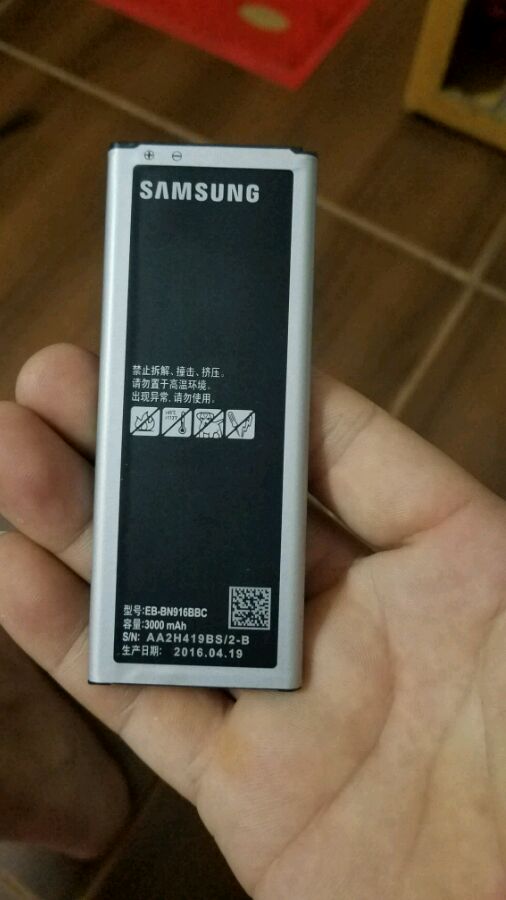 SAMSUNG
禁止拆解、撞击、挤压。
请勿置于高温环境.
出现异常.请勿使用。
型号:EB-BN916BBC
容量:3000 mAh
S/N: AA2H419BS/2-B
生产日期: 2016.04.19